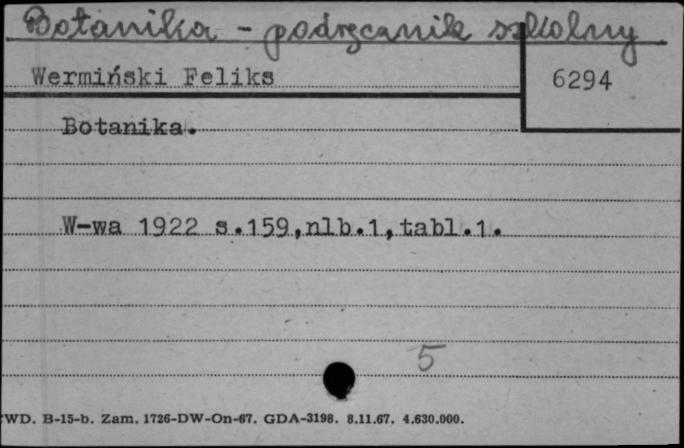 Botanika - podręcznik szkolny
Wermiński Feliks
6294
Botanika.
W-wa 1922 s.159,nlb.1,tabl.1.
5
WD. B-15-b. Zam. 1726-DW-On-67. GDA-3198. 8.11.67. 4.630.000.